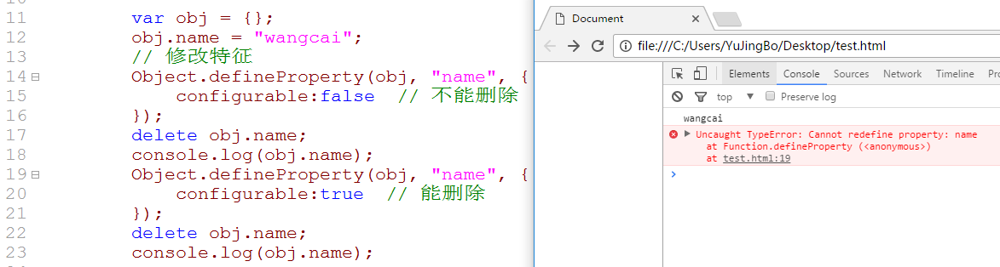 11 var obj = {};
12 obj.name = "wangcai";
13 // 修改特征
14 Object.defineProperty(obj, "name", {
15 configurable:false // 不能删除
16 });
17 delete obj.name;
18 console.log(obj.name);
19 Object.defineProperty(obj, "name", {
20 configurable:true // 能删除
21 });
22 delete obj.name;
23 console.log(obj.name);
Document
file:///C:/Users/YuJingBo/Desktop/test.html
Elements Console Sources Network Timeline Pr
top Preserve log
wangcai
Uncaught TypeError: Cannot redefine property: name
at Function.defineProperty (<anonymous>)
at test.html:19